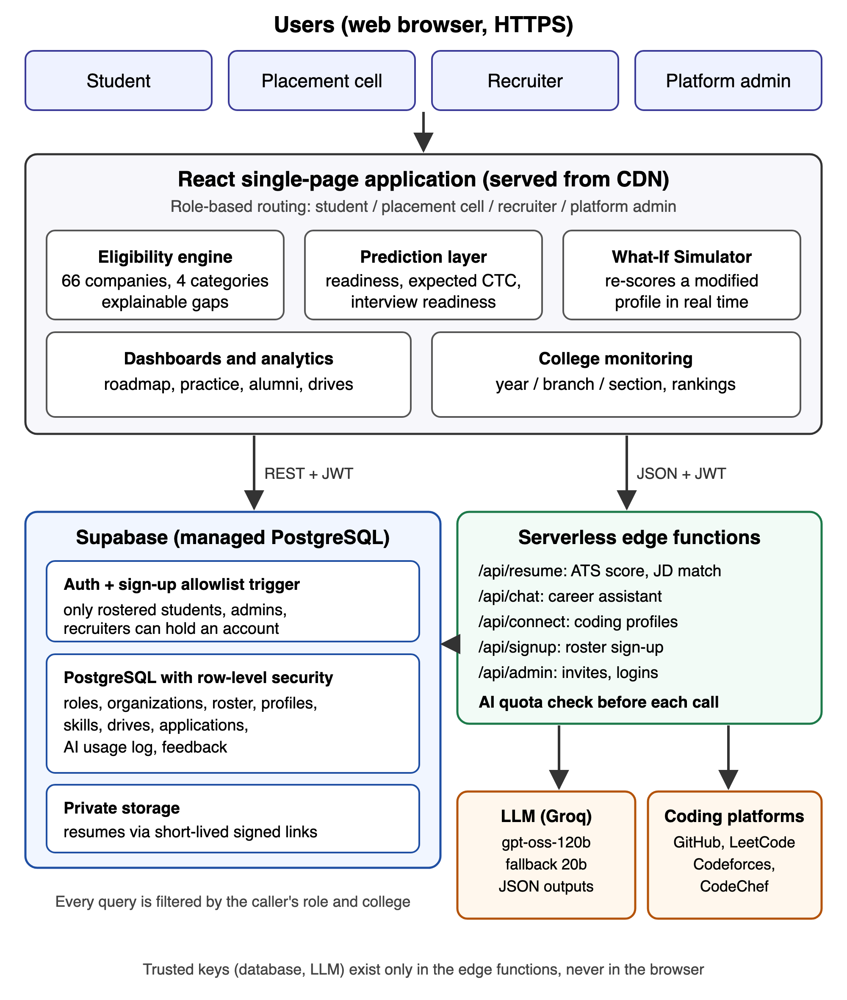 Users (web browser, HTTPS)
Student
Placement cell
Recruiter
Platform admin
React single-page application (served from CDN)
Role-based routing: student / placement cell / recruiter / platform admin
Eligibility engine
66 companies, 4 categories
explainable gaps
Prediction layer
readiness, expected CTC,
interview readiness
What-If Simulator
re-scores a modified
profile in real time
Dashboards and analytics
roadmap, practice, alumni, drives
College monitoring
year / branch / section, rankings
REST + JWT
JSON + JWT
Supabase (managed PostgreSQL)
Auth + sign-up allowlist trigger
only rostered students, admins,
recruiters can hold an account
PostgreSQL with row-level security
roles, organizations, roster, profiles,
skills, drives, applications,
AI usage log, feedback
Private storage
resumes via short-lived signed links
Every query is filtered by the caller's role and college
Serverless edge functions
/api/resume: ATS score, JD match
/api/chat: career assistant
/api/connect: coding profiles
/api/signup: roster sign-up
/api/admin: invites, logins
AI quota check before each call
LLM (Groq)
gpt-oss-120b
fallback 20b
JSON outputs
Coding platforms
GitHub, LeetCode
Codeforces,
CodeChef
Trusted keys (database, LLM) exist only in the edge functions, never in the browser